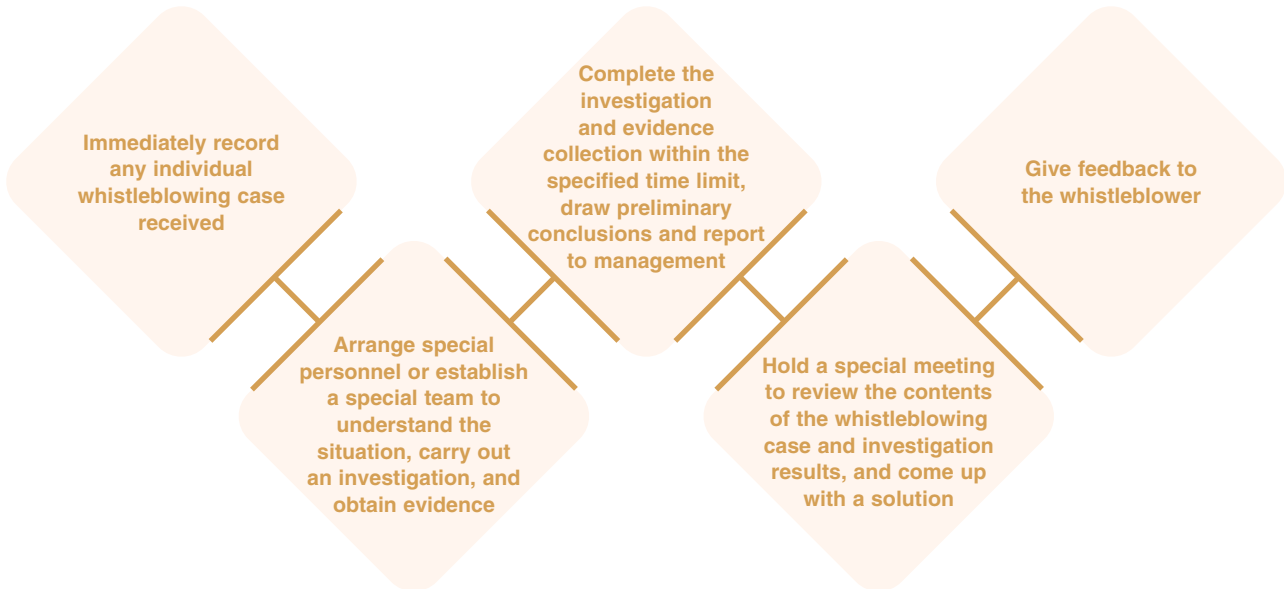 Immediately record
any individual
whistleblowing case
received
Arrange special
personnel or establish
a special team to
understand the
situation, carry out
an investigation, and
obtain evidence
Complete the
investigation
and evidence
collection within the
specified time limit,
draw preliminary
conclusions and report
to management
Hold a special meeting
to review the contents
of the whistleblowing
case and investigation
results, and come up
with a solution
Give feedback to
the whistleblower